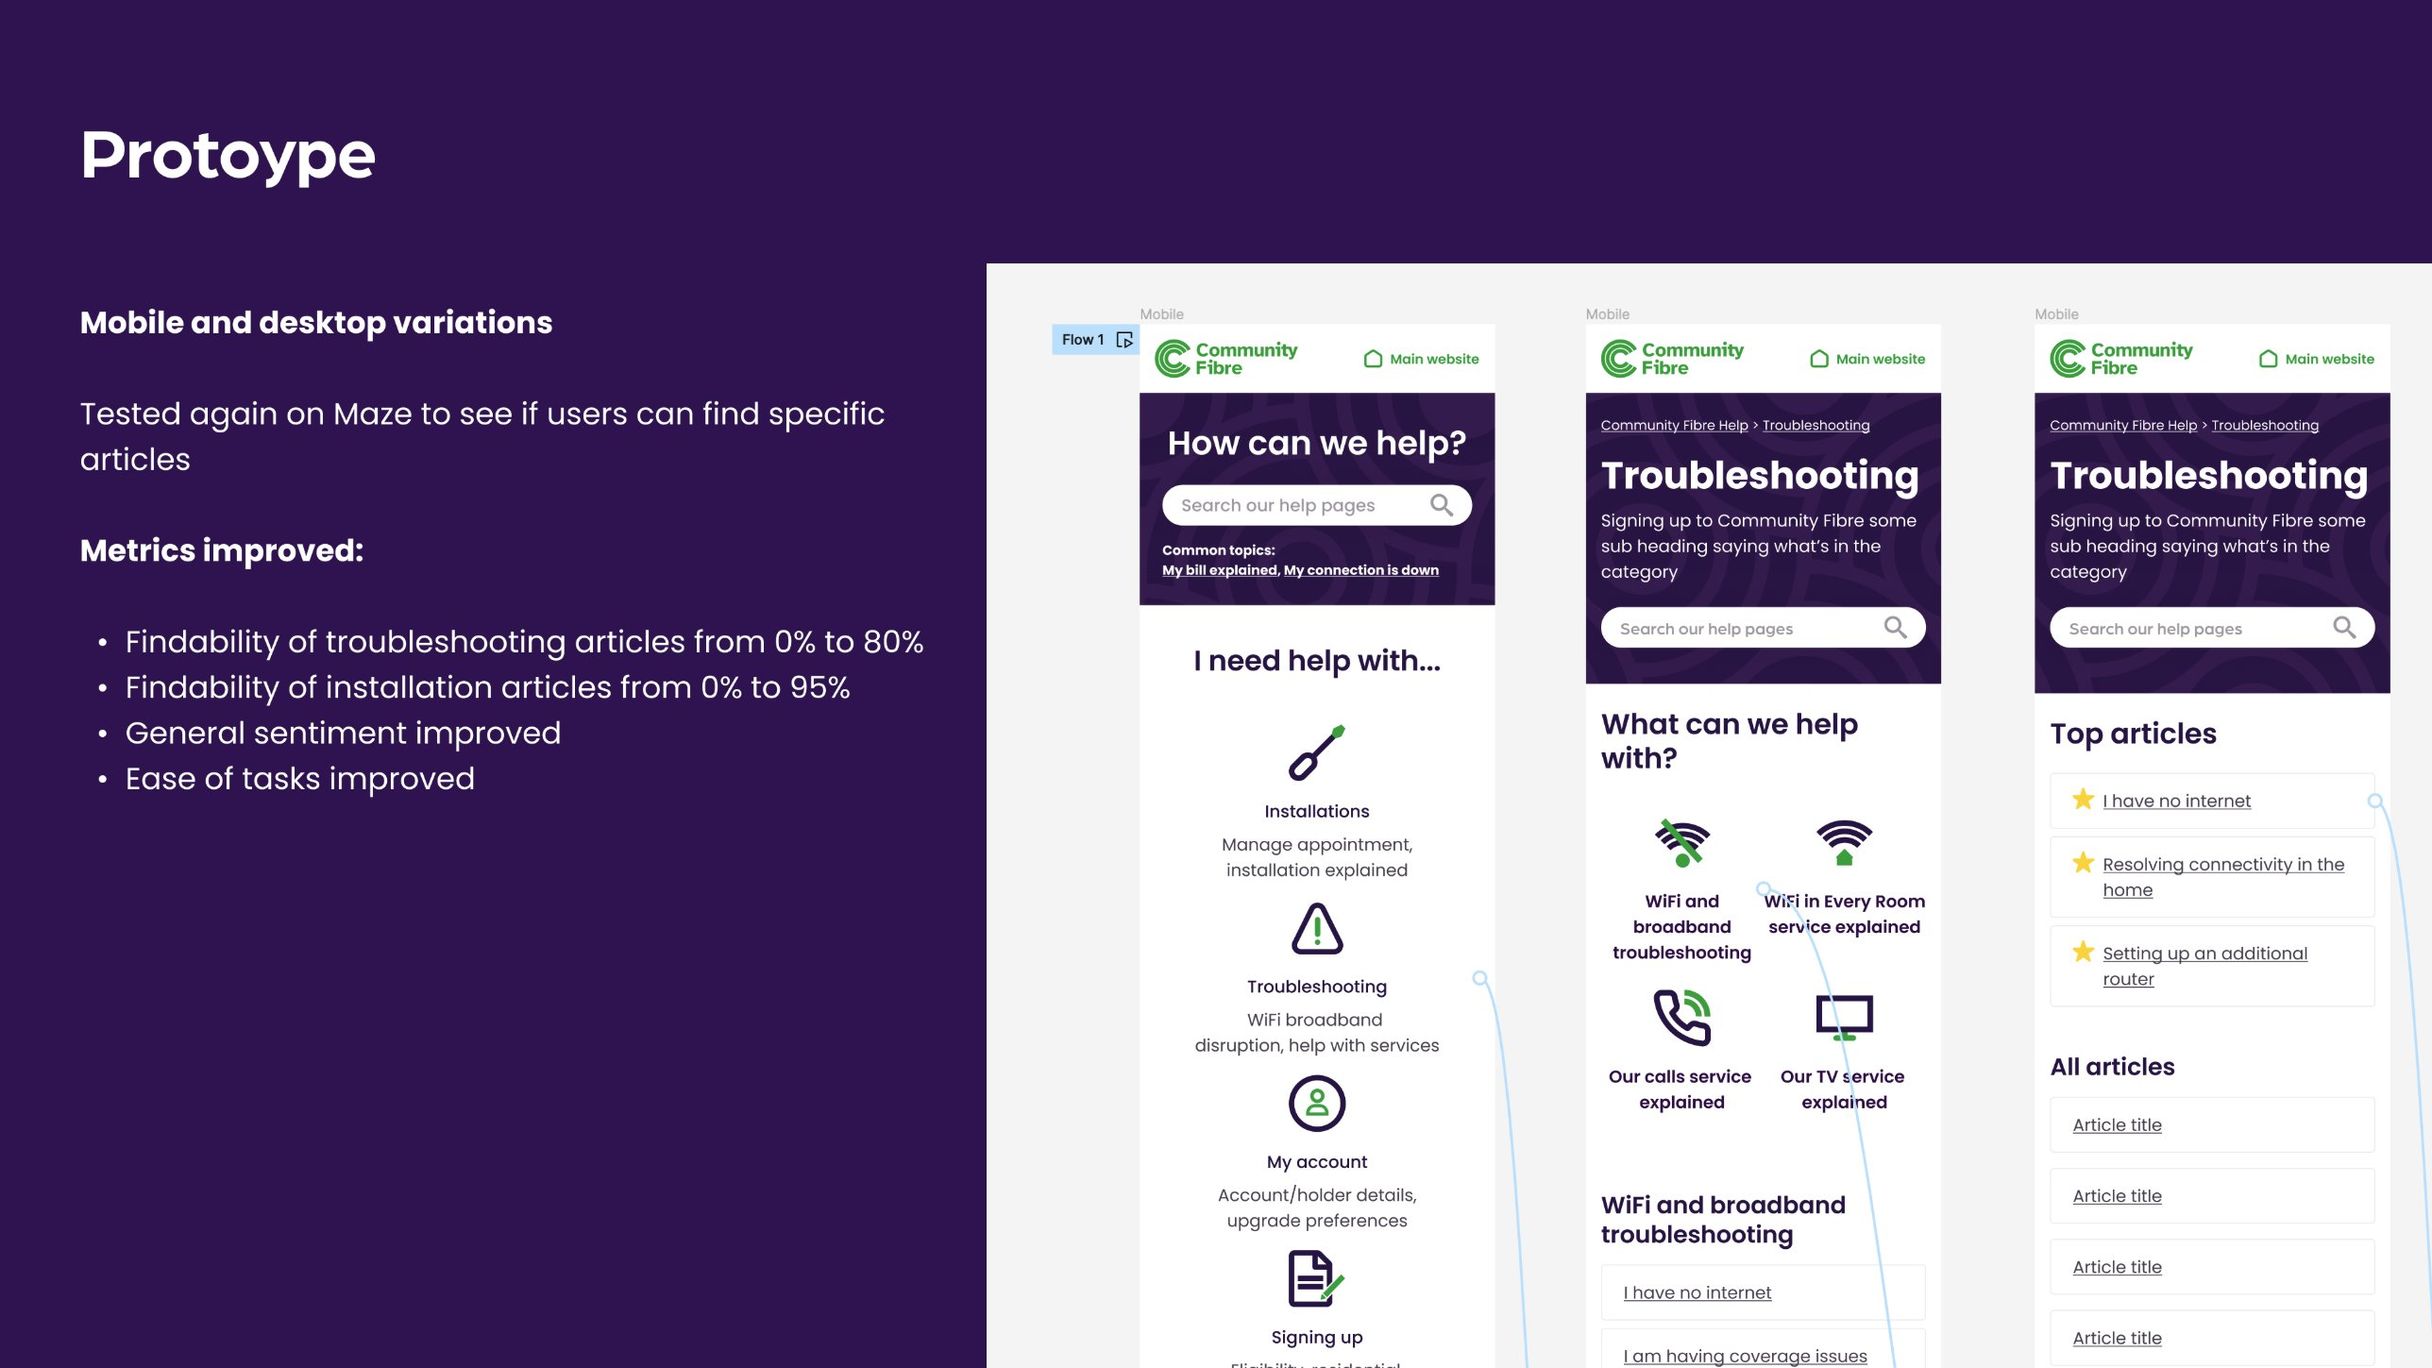 Protoype
Mobile and desktop variations
Tested again on Maze to see if users can find specific
articles
Metrics improved:
• Findability of troubleshooting articles from 0% to 80%
• Findability of installation articles from 0% to 95%
• General sentiment improved
• Ease of tasks improved
Flow 1
Mobile
Community
Fibre
Main website
How can we help?
Search our help pages
Common topics:
My bill explained, My connection is down
I need help with...
Installations
Manage appointment,
installation explained
Troubleshooting
WiFi broadband
disruption, help with services
My account
Account/holder details,
upgrade preferences
Signing up
Eligibility, residential
Mobile
Community
Fibre
Main website
Community Fibre Help > Troubleshooting
Troubleshooting
Signing up to Community Fibre some
sub heading saying what's in the
category
Search our help pages
What can we help
with?
WiFi and
broadband
troubleshooting
WiFi in Every Room
service explained
Our calls service
explained
Our TV service
explained
WiFi and broadband
troubleshooting
I have no internet
I am having coverage issues
Mobile
Community
Fibre
Main website
Community Fibre Help > Troubleshooting
Troubleshooting
Signing up to Community Fibre some
sub heading saying what's in the
category
Search our help pages
Top articles
I have no internet
Resolving connectivity in the
home
Setting up an additional
router
All articles
Article title
Article title
Article title
Article title